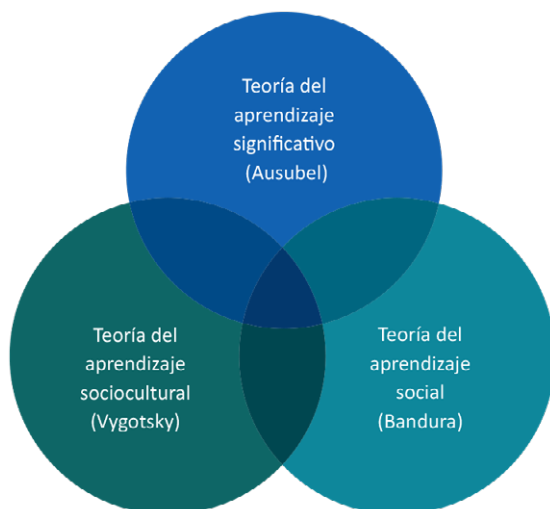 Teoría del
aprendizaje
significativo
(Ausubel)
Teoría del
aprendizaje
sociocultural
(Vygotsky)
Teoría del
aprendizaje
social
(Bandura)